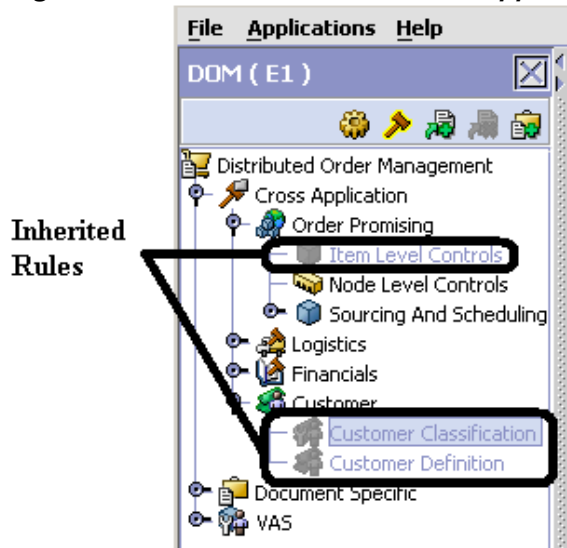 File Applications Help
DOM ( E1 )
Distributed Order Management
Cross Application
Order Promising
Inherited
Rules
Item Level Controls
Node Level Controls
Sourcing And Scheduling
Logistics
Financials
Customer
Customer Classification
Customer Definition
Document Specific
VAS